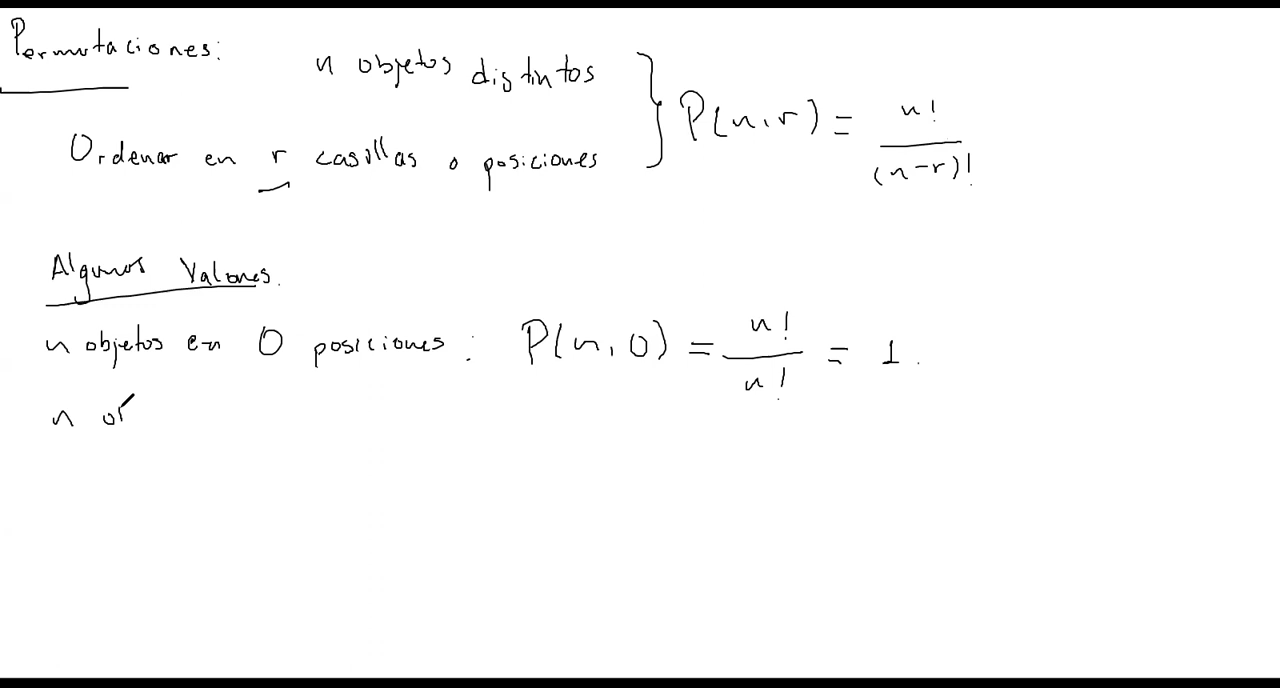 Permutaciones:
n objetos distintos
Ordenar en r casillas o posiciones
P(n,r) = n! / (n-r)!
Algunos Valores.
n objetos en 0 posiciones: P(n,0) = n! / n! = 1.
n